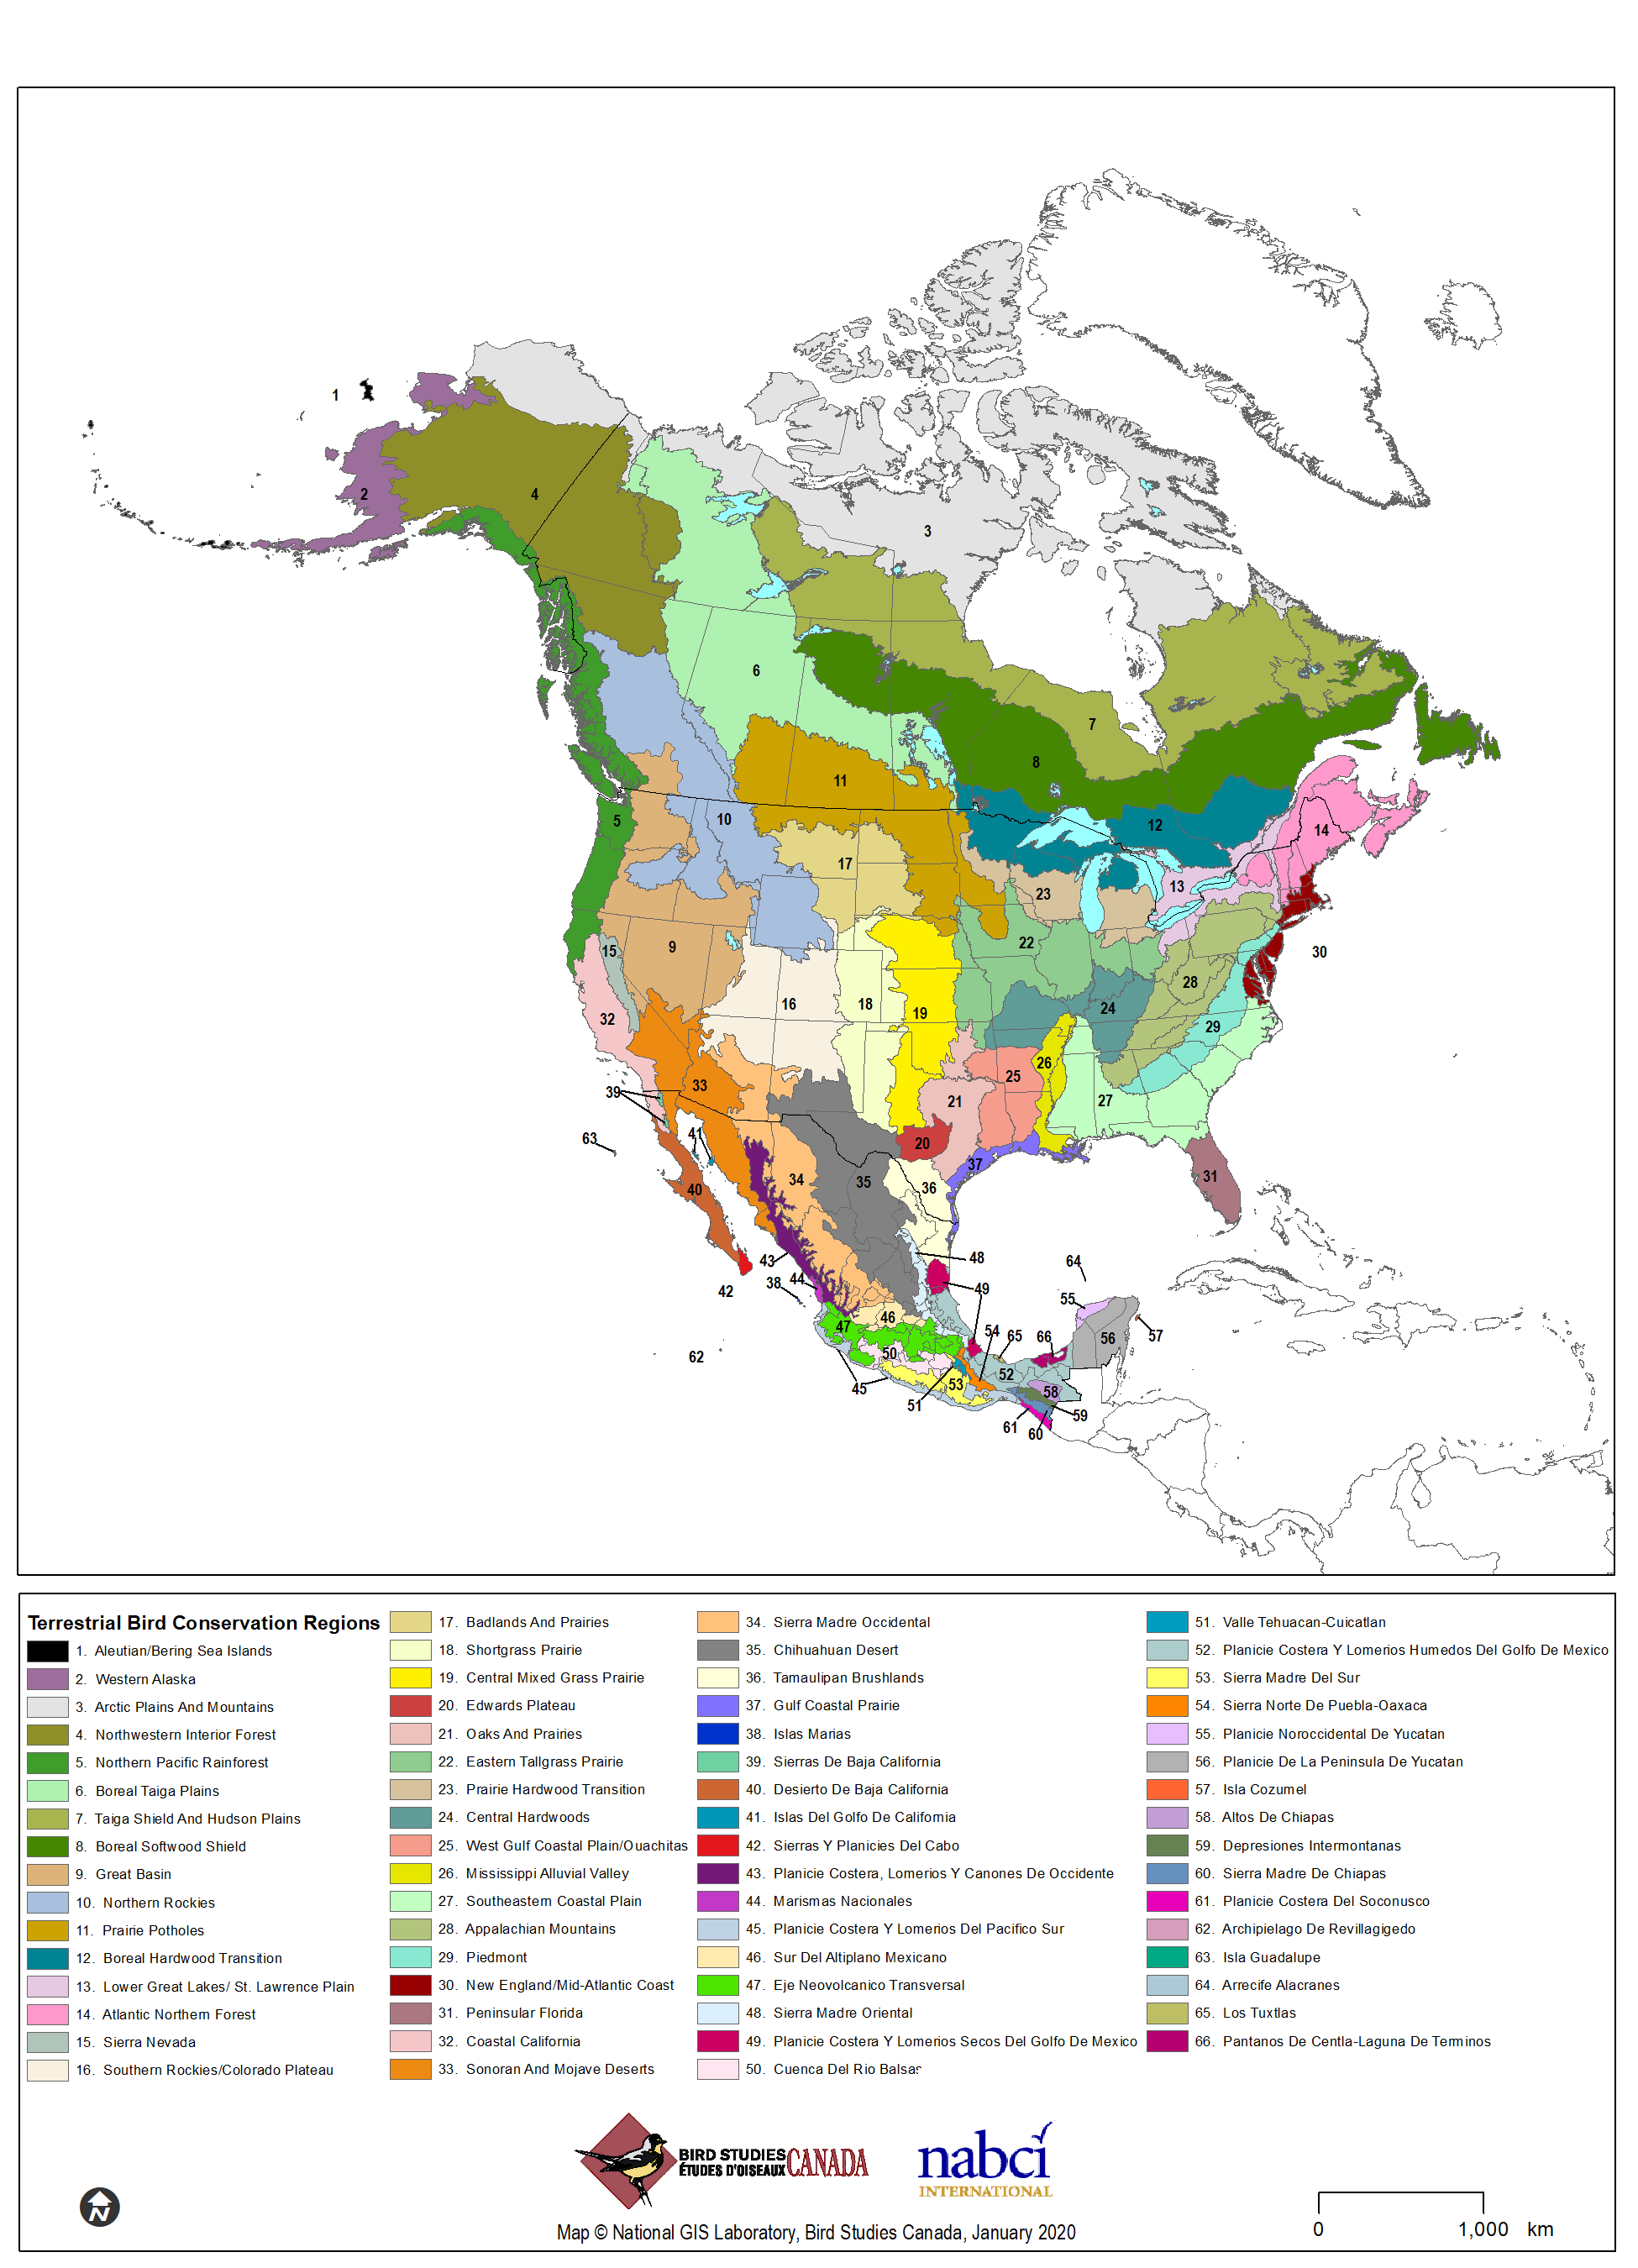 1
2
4
3
6
7
8
11
5
10
12
14
17
13
23
9
15
22
30
28
16
18
24
32
19
29
26
25
33
39
21
27
63
41
20
37
31
34
35
36
40
43
48
64
42
38
44
49
55
46
47
54
65
66
56
57
62
50
45
52
53
58
51
59
61
60
Terrestrial Bird Conservation Regions
1. Aleutian/Bering Sea Islands
2. Western Alaska
3. Arctic Plains And Mountains
4. Northwestern Interior Forest
5. Northern Pacific Rainforest
6. Boreal Taiga Plains
7. Taiga Shield And Hudson Plains
8. Boreal Softwood Shield
9. Great Basin
10. Northern Rockies
11. Prairie Potholes
12. Boreal Hardwood Transition
13. Lower Great Lakes/ St. Lawrence Plain
14. Atlantic Northern Forest
15. Sierra Nevada
16. Southern Rockies/Colorado Plateau
17. Badlands And Prairies
18. Shortgrass Prairie
19. Central Mixed Grass Prairie
20. Edwards Plateau
21. Oaks And Prairies
22. Eastern Tallgrass Prairie
23. Prairie Hardwood Transition
24. Central Hardwoods
25. West Gulf Coastal Plain/Ouachitas
26. Mississippi Alluvial Valley
27. Southeastern Coastal Plain
28. Appalachian Mountains
29. Piedmont
30. New England/Mid-Atlantic Coast
31. Peninsular Florida
32. Coastal California
33. Sonoran And Mojave Deserts
34. Sierra Madre Occidental
35. Chihuahuan Desert
36. Tamaulipan Brushlands
37. Gulf Coastal Prairie
38. Islas Marias
39. Sierras De Baja California
40. Desierto De Baja California
41. Islas Del Golfo De California
42. Sierras Y Planicies Del Cabo
43. Planicie Costera, Lomerios Y Canones De Occidente
44. Marismas Nacionales
45. Planicie Costera Y Lomerios Del Pacifico Sur
46. Sur Del Altiplano Mexicano
47. Eje Neovolcanico Transversal
48. Sierra Madre Oriental
49. Planicie Costera Y Lomerios Secos Del Golfo De Mexico
50. Cuenca Del Rio Balsas
51. Valle Tehuacan-Cuicatlan
52. Planicie Costera Y Lomerios Humedos Del Golfo De Mexico
53. Sierra Madre Del Sur
54. Sierra Norte De Puebla-Oaxaca
55. Planicie Noroccidental De Yucatan
56. Planicie De La Peninsula De Yucatan
57. Isla Cozumel
58. Altos De Chiapas
59. Depresiones Intermontanas
60. Sierra Madre De Chiapas
61. Planicie Costera Del Soconusco
62. Archipielago De Revillagigedo
63. Isla Guadalupe
64. Arrecife Alacranes
65. Los Tuxtlas
66. Pantanos De Centla-Laguna De Terminos
BIRD STUDIES
ÉTUDES D'OISEAUX
CANADA
nabci
INTERNATIONAL
N
Map © National GIS Laboratory, Bird Studies Canada, January 2020
0 1,000 km